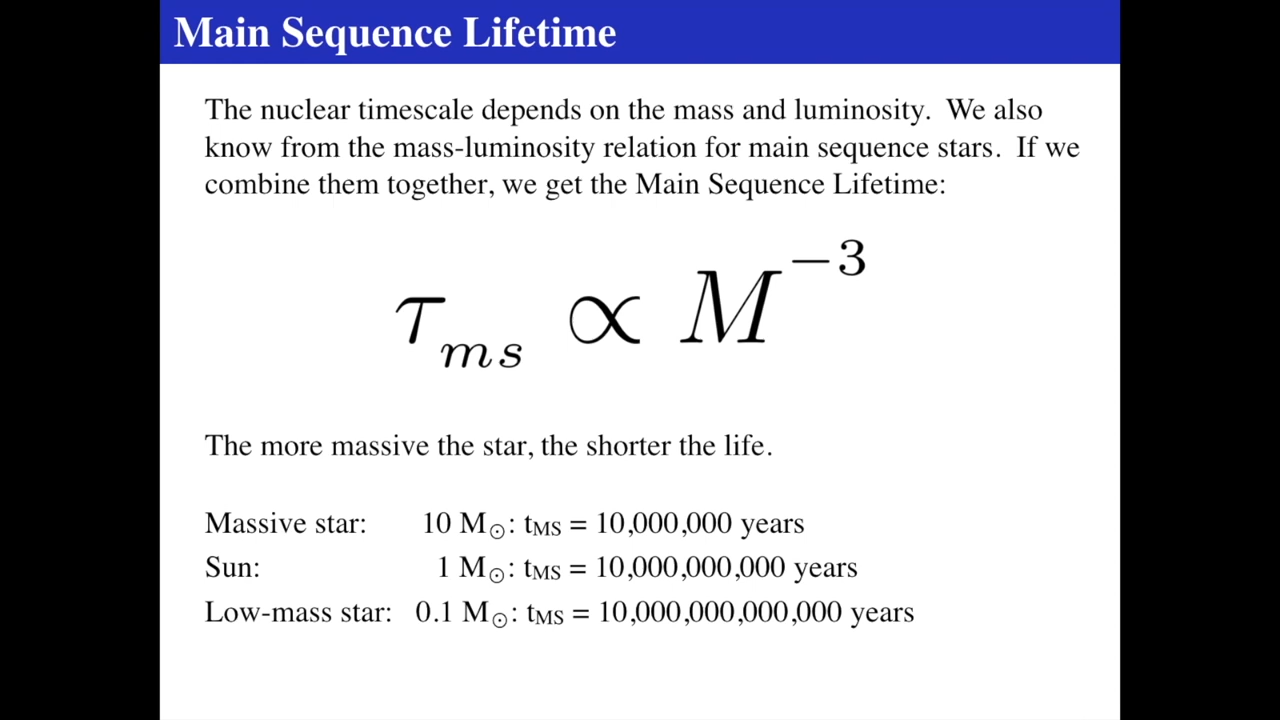 Main Sequence Lifetime
The nuclear timescale depends on the mass and luminosity. We also
know from the mass-luminosity relation for main sequence stars. If we
combine them together, we get the Main Sequence Lifetime:
τ_ms ∝ M^−3
The more massive the star, the shorter the life.
Massive star: 10 M⊙: tMS = 10,000,000 years
Sun: 1 M⊙: tMS = 10,000,000,000 years
Low-mass star: 0.1 M⊙: tMS = 10,000,000,000,000 years